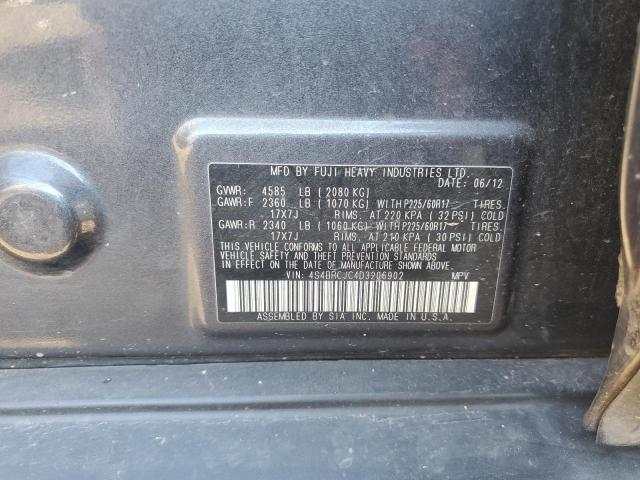 MFD BY FUJI HEAVY INDUSTRIES LTD.
DATE: 06/12
GVWR: 4585 LB (2080 KG)
GAWR:F 2360 LB (1070 KG) WITH P225/60R17 TIRES.
17X7J RIMS, AT 220 KPA (32 PSI) COLD
GAWR:R 2340 LB (1060 KG) WITH P225/60R17 TIRES.
17X7J RIMS, AT 210 KPA (30 PSI) COLD
THIS VEHICLE CONFORMS TO ALL APPLICABLE FEDERAL MOTOR
VEHICLE SAFETY AND THEFT PREVENTION STANDARDS IN EFFECT
ON THE DATE OF MANUFACTURE SHOWN ABOVE.
VIN: 4S4BRCJC4D3206902 MPV
ASSEMBLED BY SIA INC. MADE IN U.S.A.